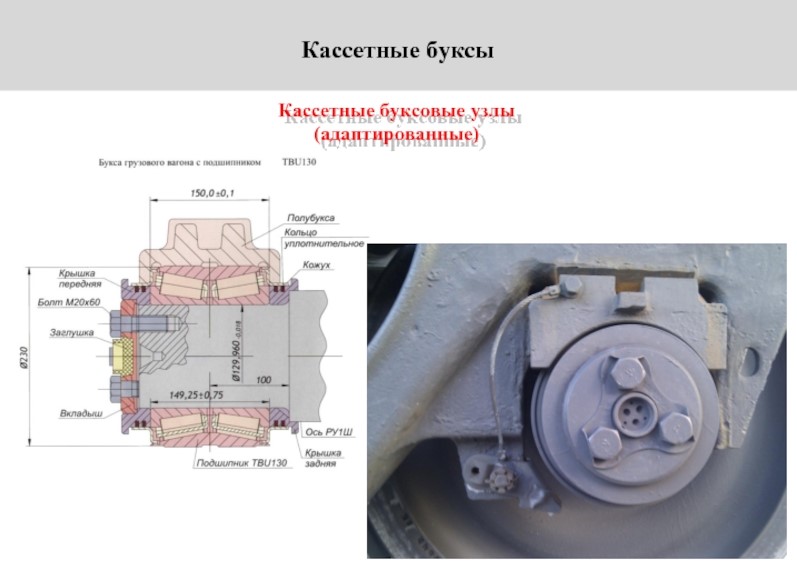 Кассетные буксы
Кассетные буксовые узлы
(адаптированные)
Букса грузового вагона с подшипником TBU130
150,0±0,1
Полубукса
Кольцо
уплотнительное
Кожух
Крышка
передняя
Болт М20х60
Заглушка
Ø230
Ø129,960 -0,018
100
149,25±0,75
Вкладыш
Ось РУ1Ш
Крышка
задняя
Подшипник TBU130